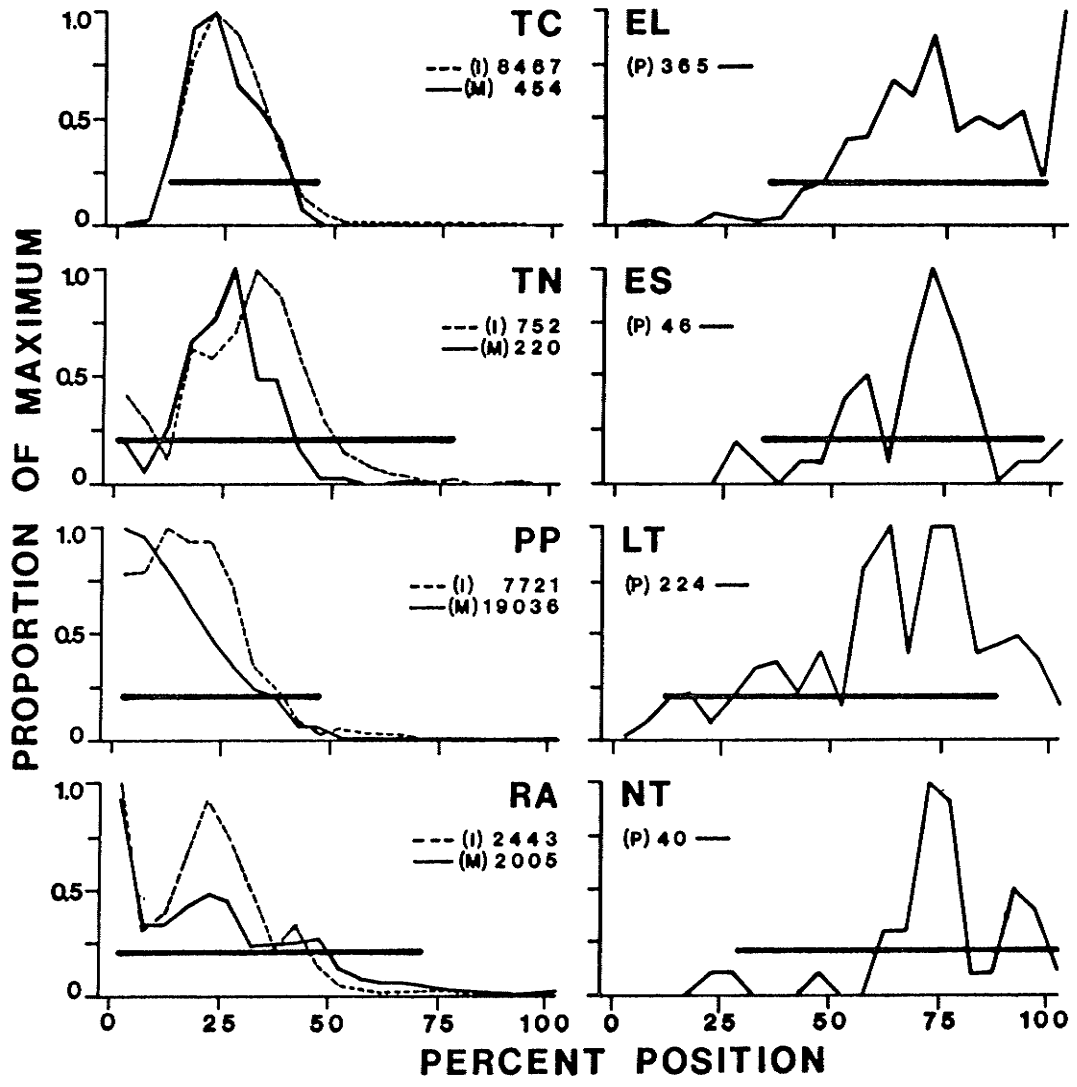 PROPORTION OF MAXIMUM
TC
1.0
0.5
0
(I) 8467
(M) 454
EL
(P) 365
TN
1.0
0.5
0
(I) 752
(M) 220
ES
(P) 46
PP
1.0
0.5
0
(I) 7721
(M) 19036
LT
(P) 224
RA
1.0
0.5
0
(I) 2443
(M) 2005
NT
(P) 40
0 25 50 75 100
0 25 50 75 100
PERCENT POSITION